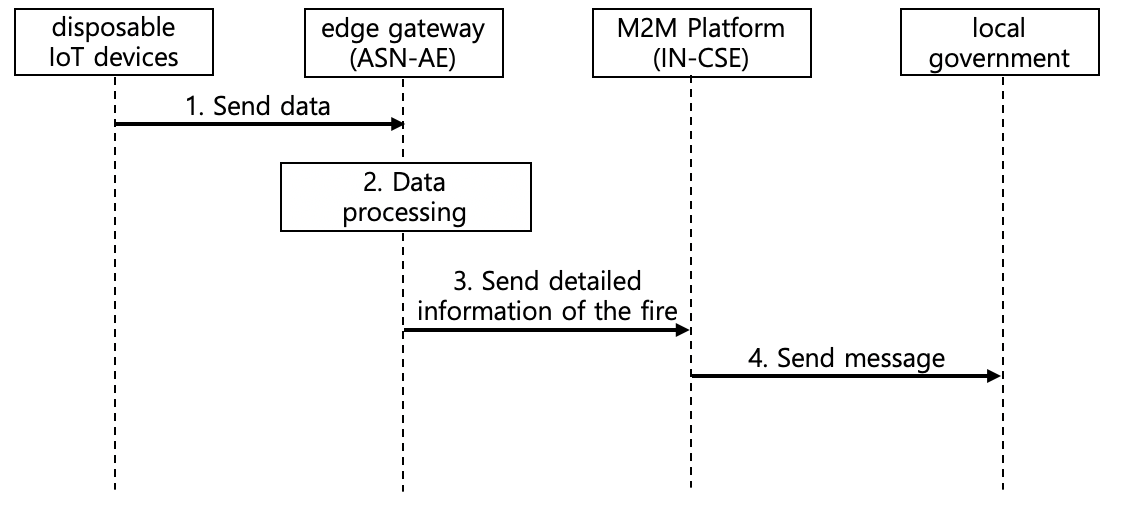 disposable
IoT devices
edge gateway
(ASN-AE)
M2M Platform
(IN-CSE)
local
government
1. Send data
2. Data
processing
3. Send detailed
information of the fire
4. Send message